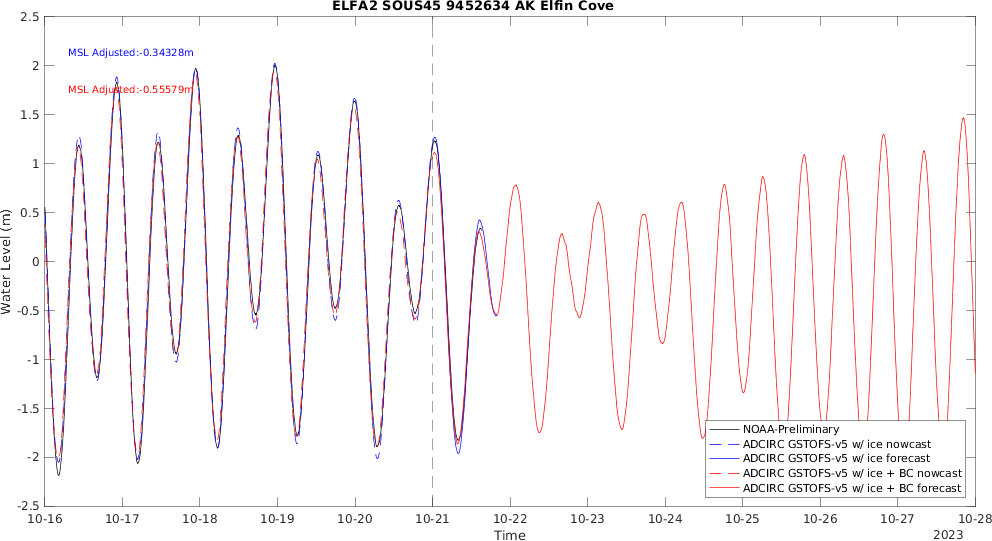 ELFA2 SOUS45 9452634 AK Elfin Cove
2.5
2
1.5
1
0.5
0
-0.5
-1
-1.5
-2
-2.5
Water Level (m)
MSL Adjusted:-0.34328m
MSL Adjusted:-0.55579m
NOAA-Preliminary
ADCIRC GSTOFS-v5 w/ ice nowcast
ADCIRC GSTOFS-v5 w/ ice forecast
ADCIRC GSTOFS-v5 w/ ice + BC nowcast
ADCIRC GSTOFS-v5 w/ ice + BC forecast
10-16 10-17 10-18 10-19 10-20 10-21 10-22 10-23 10-24 10-25 10-26 10-27 10-28
Time
2023